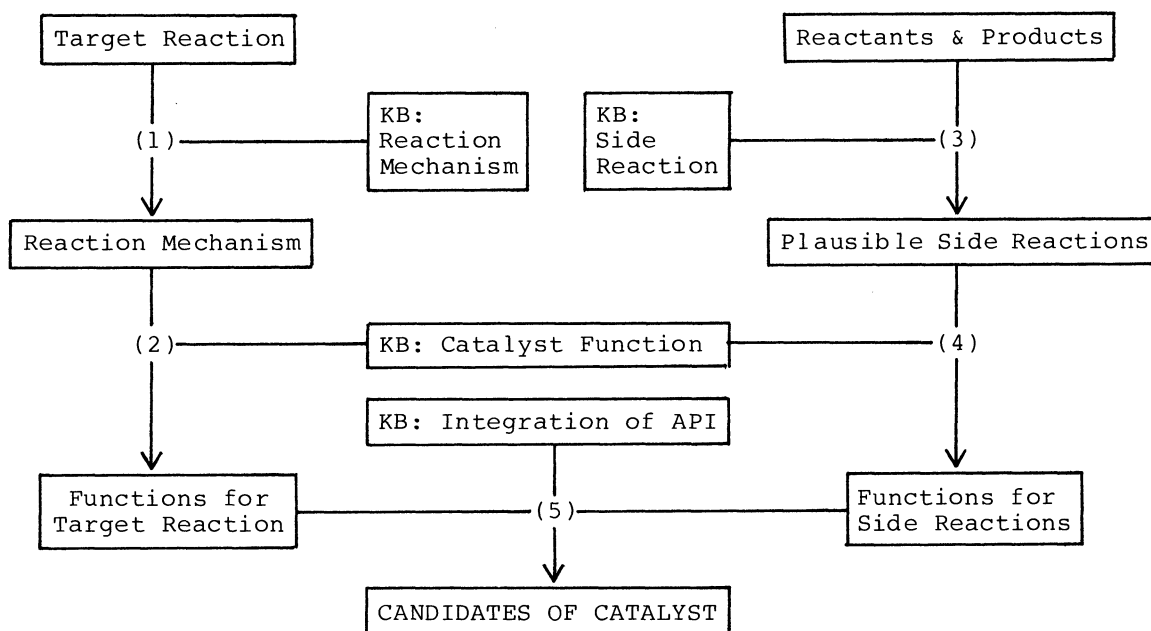 Target Reaction
Reactants & Products
KB:
Reaction
Mechanism
KB:
Side
Reaction
(1)
(3)
Reaction Mechanism
Plausible Side Reactions
(2)
KB: Catalyst Function
(4)
KB: Integration of API
Functions for
Target Reaction
(5)
Functions for
Side Reactions
CANDIDATES OF CATALYST